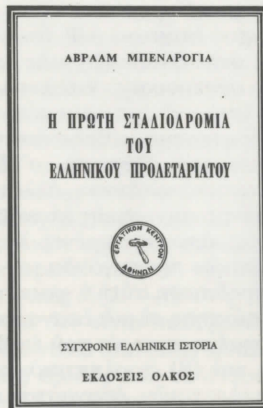 ΑΒΡΑΑΜ ΜΠΕΝΑΡΟΓΙΑ
Η ΠΡΩΤΗ ΣΤΑΔΙΟΔΡΟΜΙΑ
ΤΟΥ
ΕΛΛΗΝΙΚΟΥ ΠΡΟΛΕΤΑΡΙΑΤΟΥ
ΕΡΓΑΤΙΚΟΝ ΚΕΝΤΡΟΝ
ΑΘΗΝΩΝ
ΣΥΓΧΡΟΝΗ ΕΛΛΗΝΙΚΗ ΙΣΤΟΡΙΑ
ΕΚΔΟΣΕΙΣ ΟΛΚΟΣ